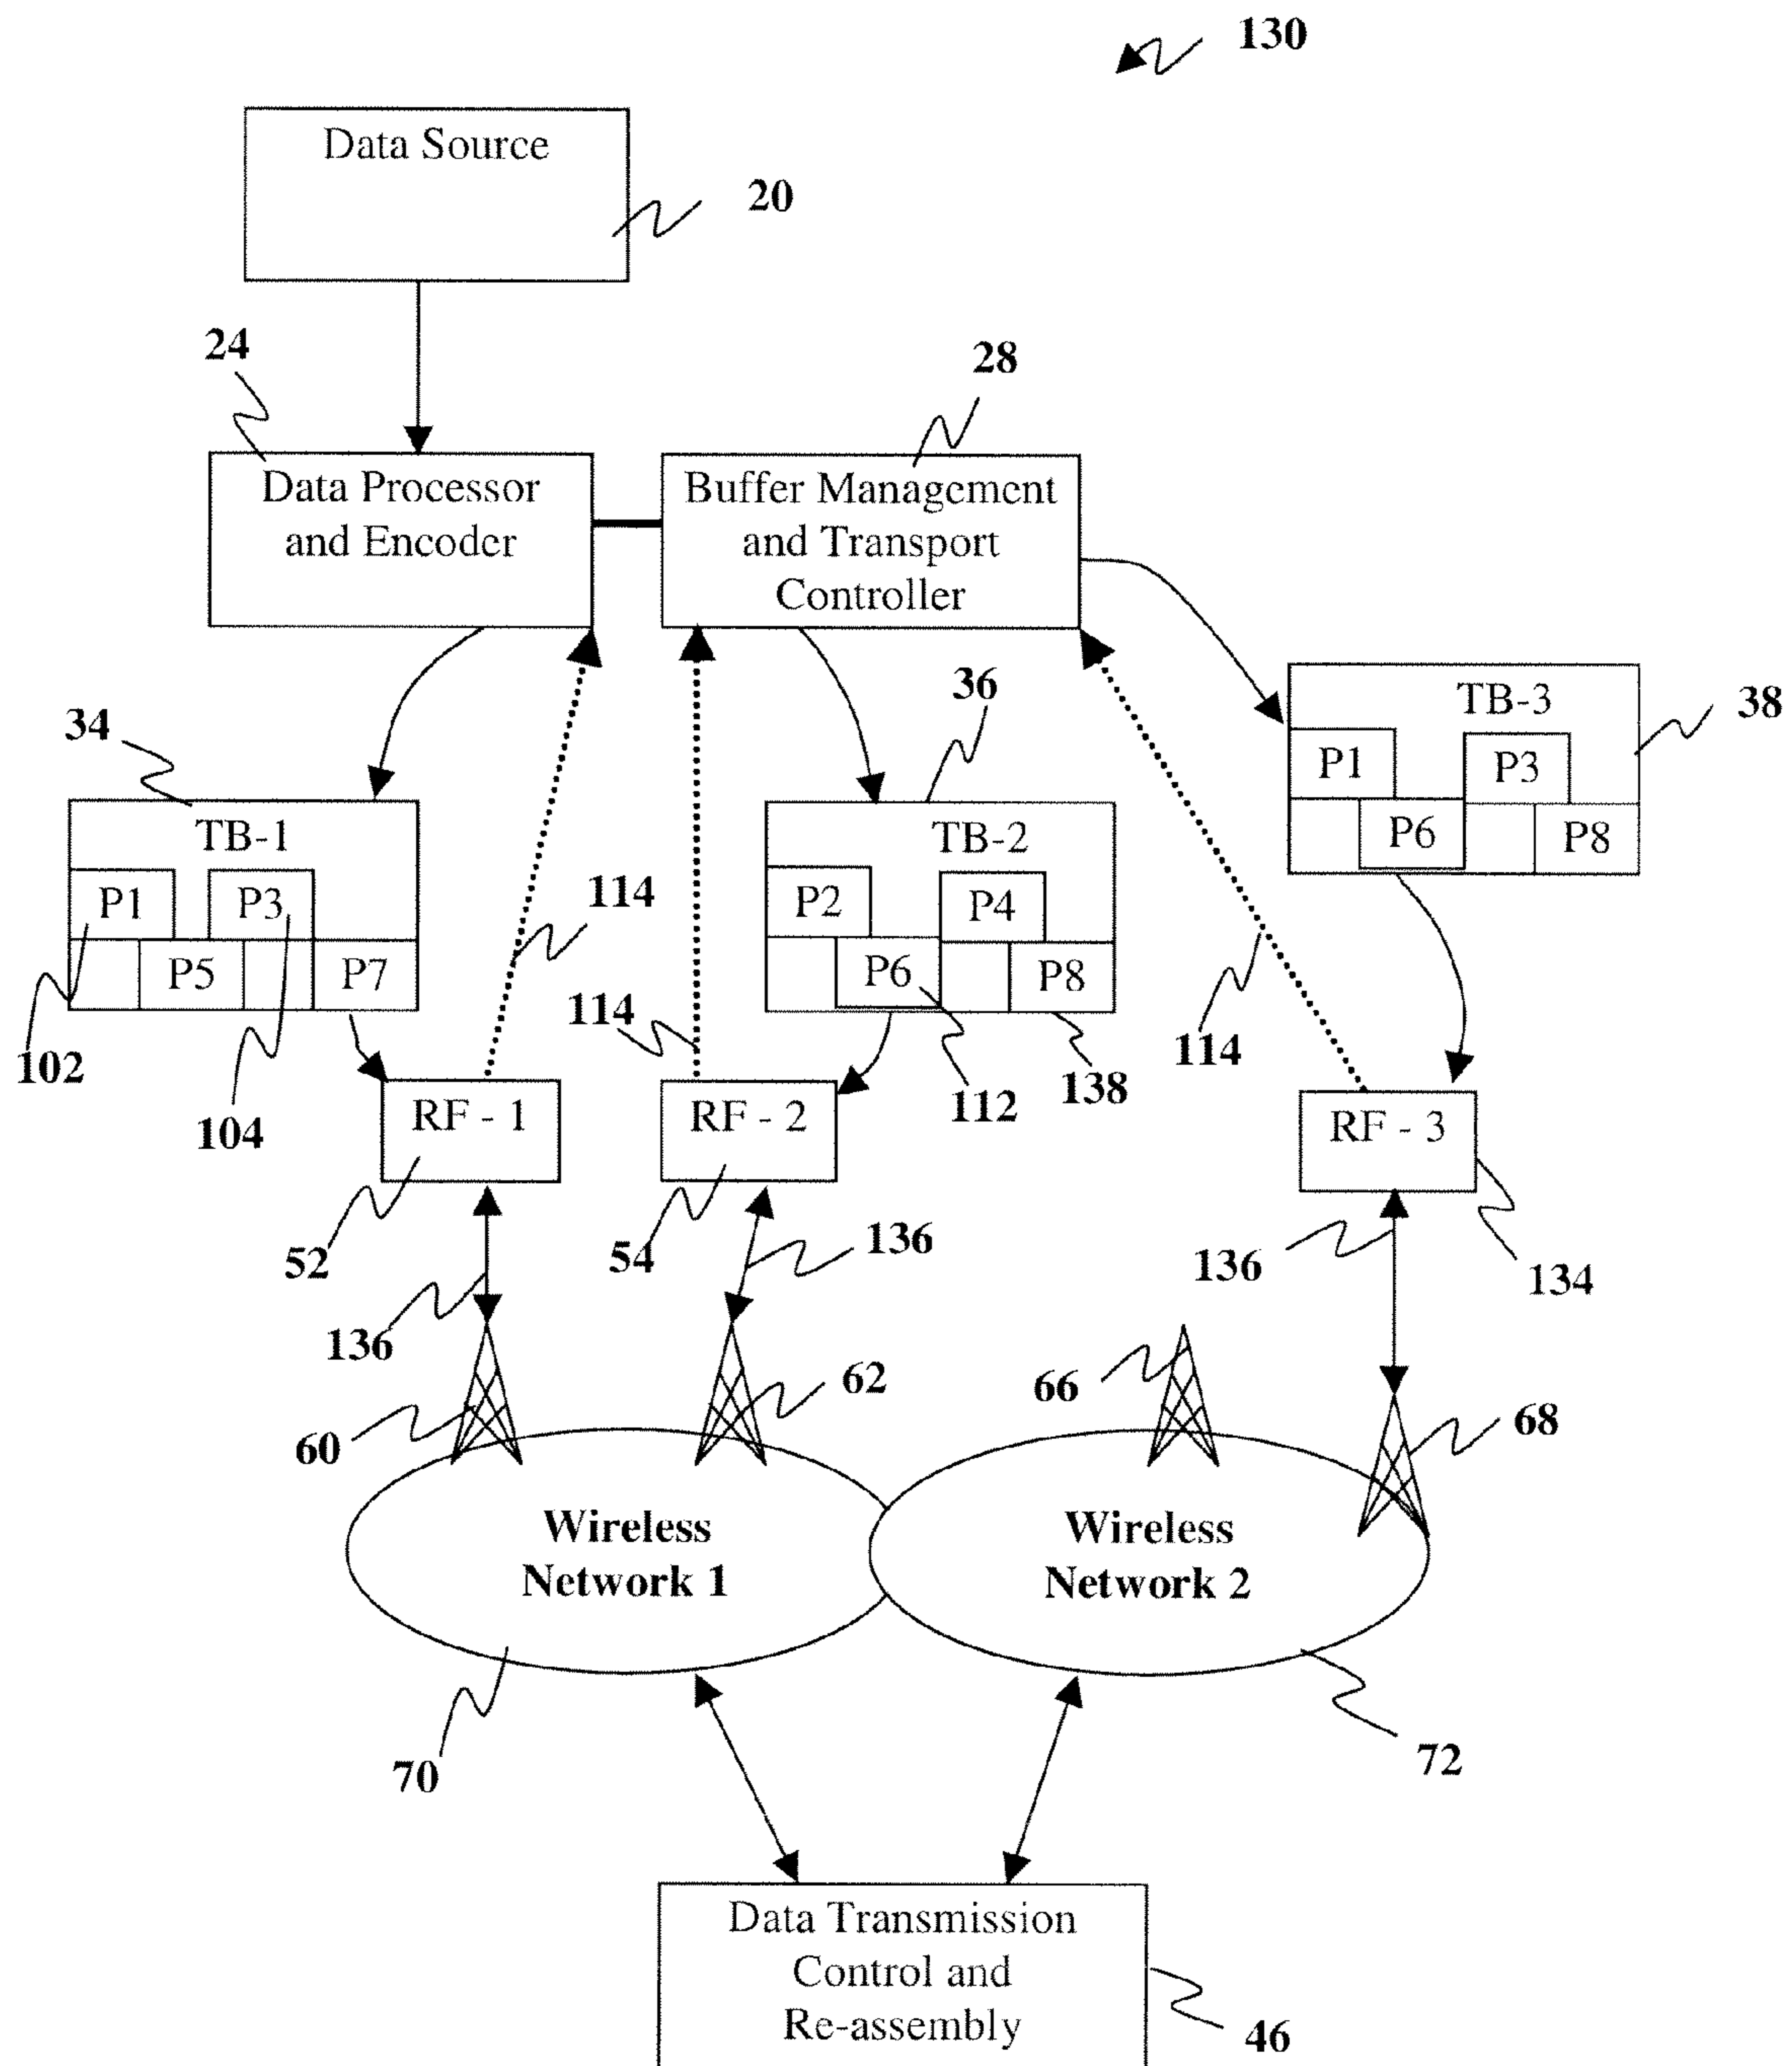 130
Data Source
20
24
28
Data Processor
and Encoder
Buffer Management
and Transport
Controller
34
36
38
TB-3
P1
P3
P6
P8
TB-1
P1
P3
P5
P7
TB-2
P2
P4
P6
P8
114
114
114
102
104
112
138
RF - 1
RF - 2
RF - 3
52
54
136
136
136
134
60
62
66
68
Wireless
Network 1
Wireless
Network 2
70
72
Data Transmission
Control and
Re-assembly
46